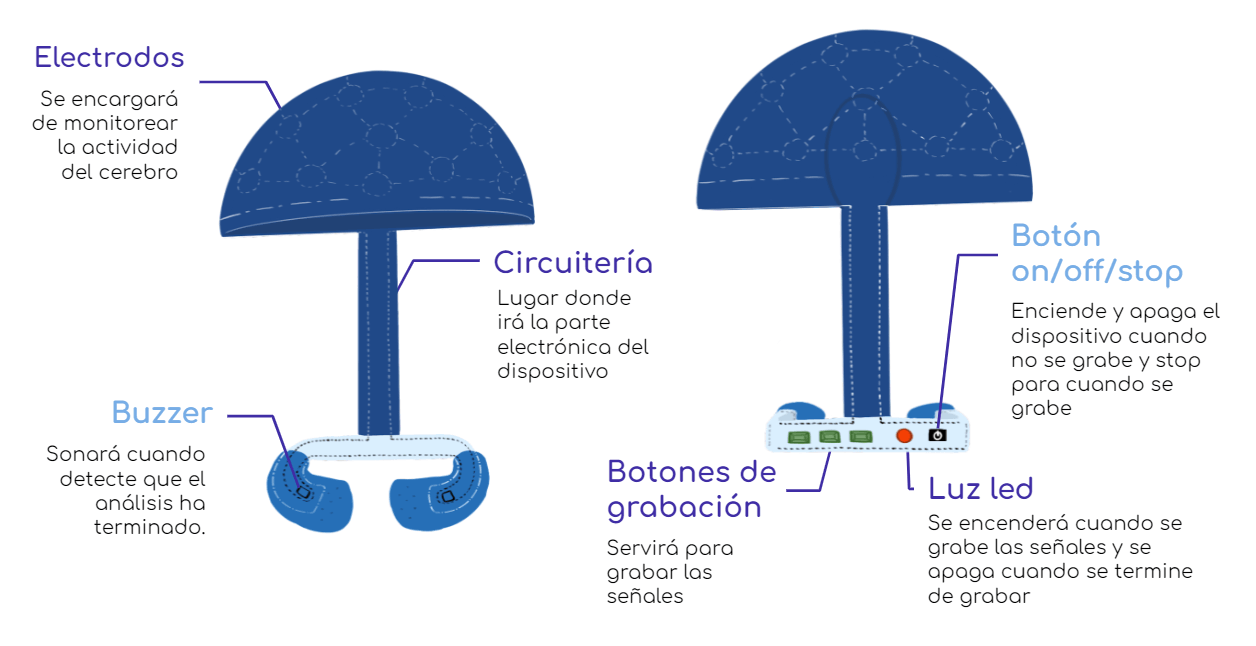 Electrodos
Se encargará
de monitorear
la actividad
del cerebro
Circuitería
Lugar donde
irá la parte
electrónica del
dispositivo
Buzzer
Sonará cuando
detecte que el
análisis ha
terminado.
Botón
on/off/stop
Enciende y apaga el
dispositivo cuando
no se grabe y stop
para cuando se
grabe
Botones de
grabación
Servirá para
grabar las
señales
Luz led
Se encenderá cuando se
grabe las señales y se
apaga cuando se termine
de grabar